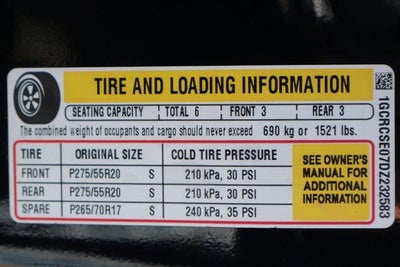 TIRE AND LOADING INFORMATION
SEATING CAPACITY TOTAL 6 FRONT 3 REAR 3
The combined weight of occupants and cargo should never exceed 690 kg or 1521 lbs.
TIRE ORIGINAL SIZE COLD TIRE PRESSURE
FRONT P275/55R20 S 210 kPa, 30 PSI
REAR P275/55R20 S 210 kPa, 30 PSI
SPARE P265/70R17 S 240 kPa, 35 PSI
SEE OWNER'S
MANUAL FOR
ADDITIONAL
INFORMATION
1GCRCSE07DZ232583